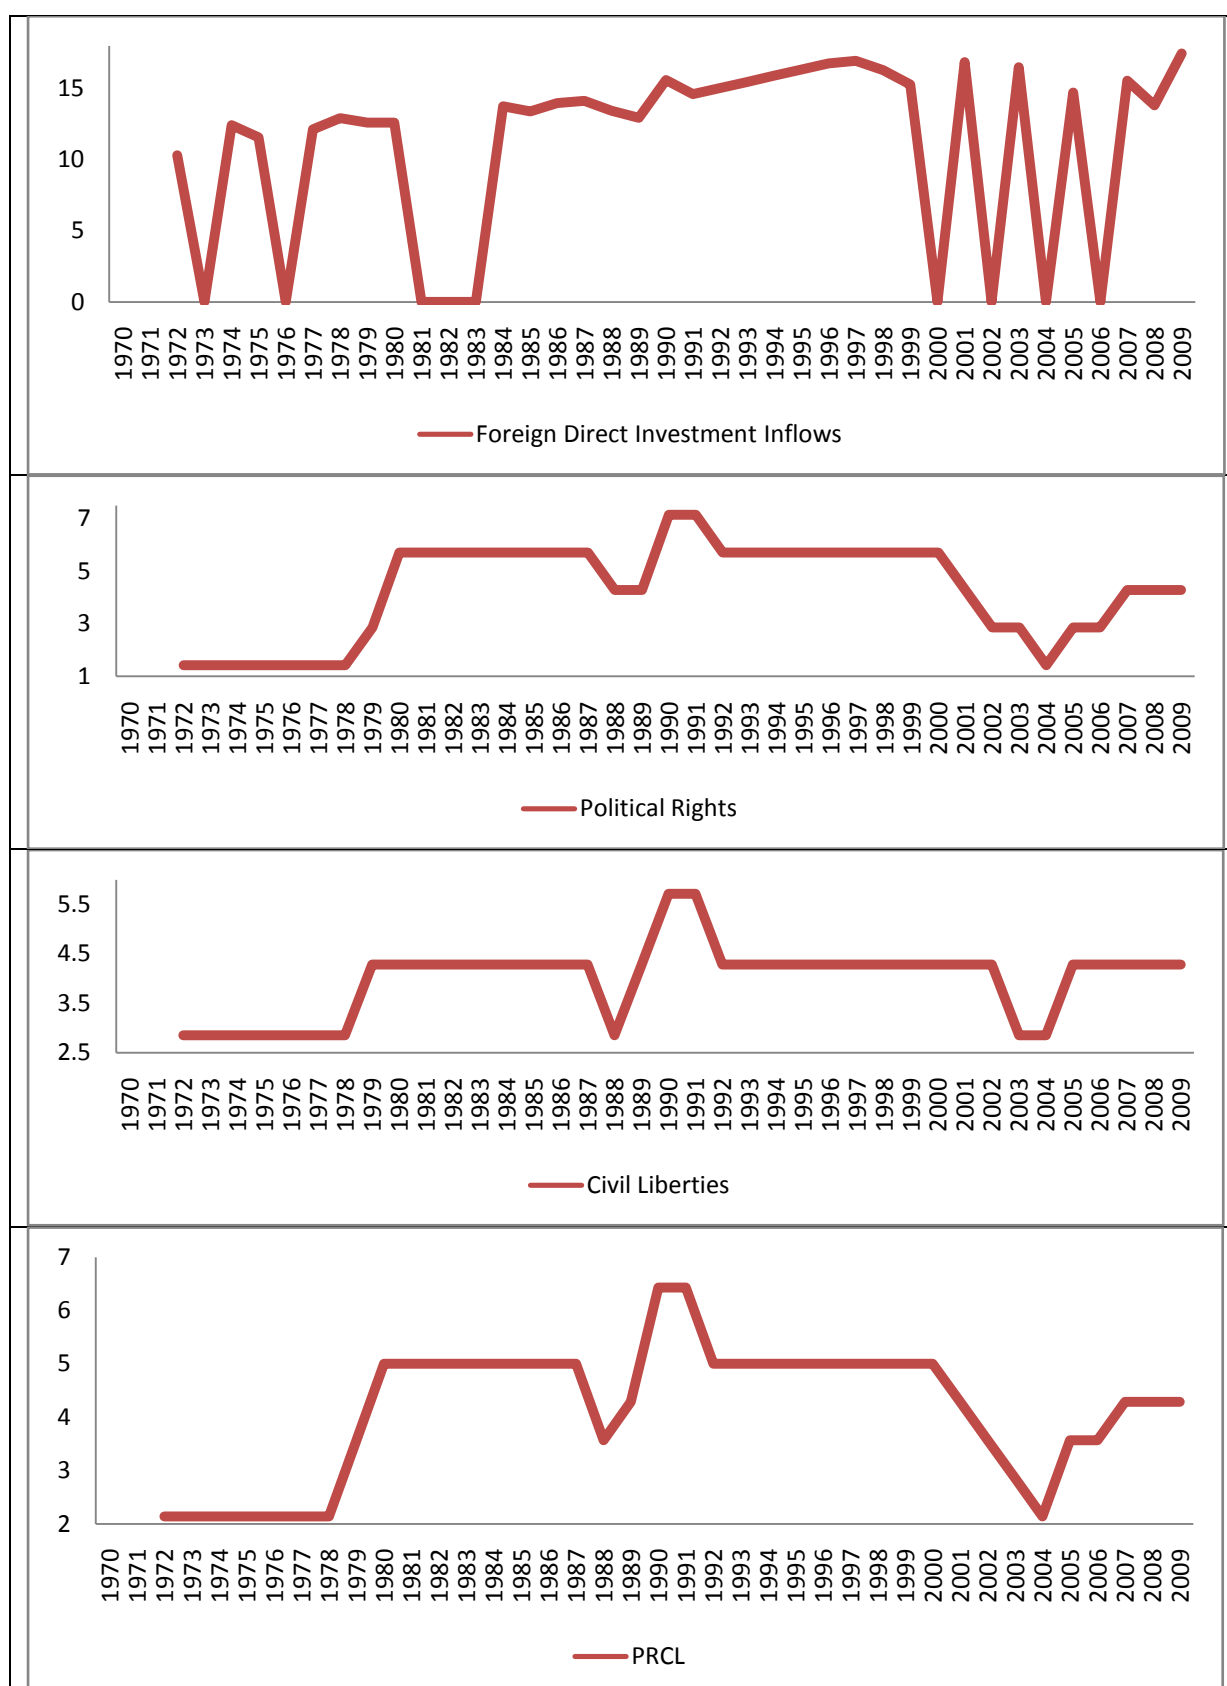 15
10
5
0
1970 1971 1972 1973 1974 1975 1976 1977 1978 1979 1980 1981 1982 1983 1984 1985 1986 1987 1988 1989 1990 1991 1992 1993 1994 1995 1996 1997 1998 1999 2000 2001 2002 2003 2004 2005 2006 2007 2008 2009
Foreign Direct Investment Inflows
7
5
3
1
1970 1971 1972 1973 1974 1975 1976 1977 1978 1979 1980 1981 1982 1983 1984 1985 1986 1987 1988 1989 1990 1991 1992 1993 1994 1995 1996 1997 1998 1999 2000 2001 2002 2003 2004 2005 2006 2007 2008 2009
Political Rights
5.5
4.5
3.5
2.5
1970 1971 1972 1973 1974 1975 1976 1977 1978 1979 1980 1981 1982 1983 1984 1985 1986 1987 1988 1989 1990 1991 1992 1993 1994 1995 1996 1997 1998 1999 2000 2001 2002 2003 2004 2005 2006 2007 2008 2009
Civil Liberties
7
6
5
4
3
2
1970 1971 1972 1973 1974 1975 1976 1977 1978 1979 1980 1981 1982 1983 1984 1985 1986 1987 1988 1989 1990 1991 1992 1993 1994 1995 1996 1997 1998 1999 2000 2001 2002 2003 2004 2005 2006 2007 2008 2009
PRCL